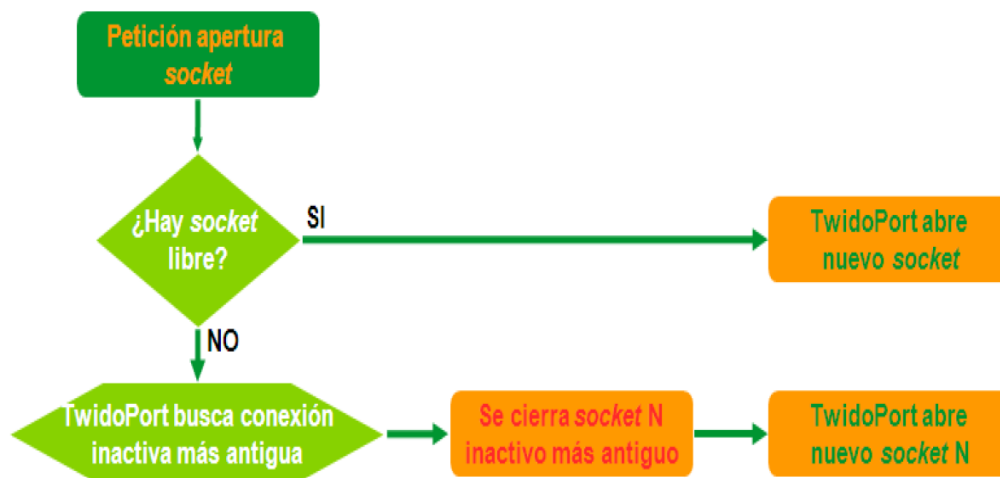 Petición apertura
socket
¿Hay socket
libre?
SI
TwidoPort abre
nuevo socket
NO
TwidoPort busca conexión
inactiva más antigua
Se cierra socket N
inactivo más antiguo
TwidoPort abre
nuevo socket N